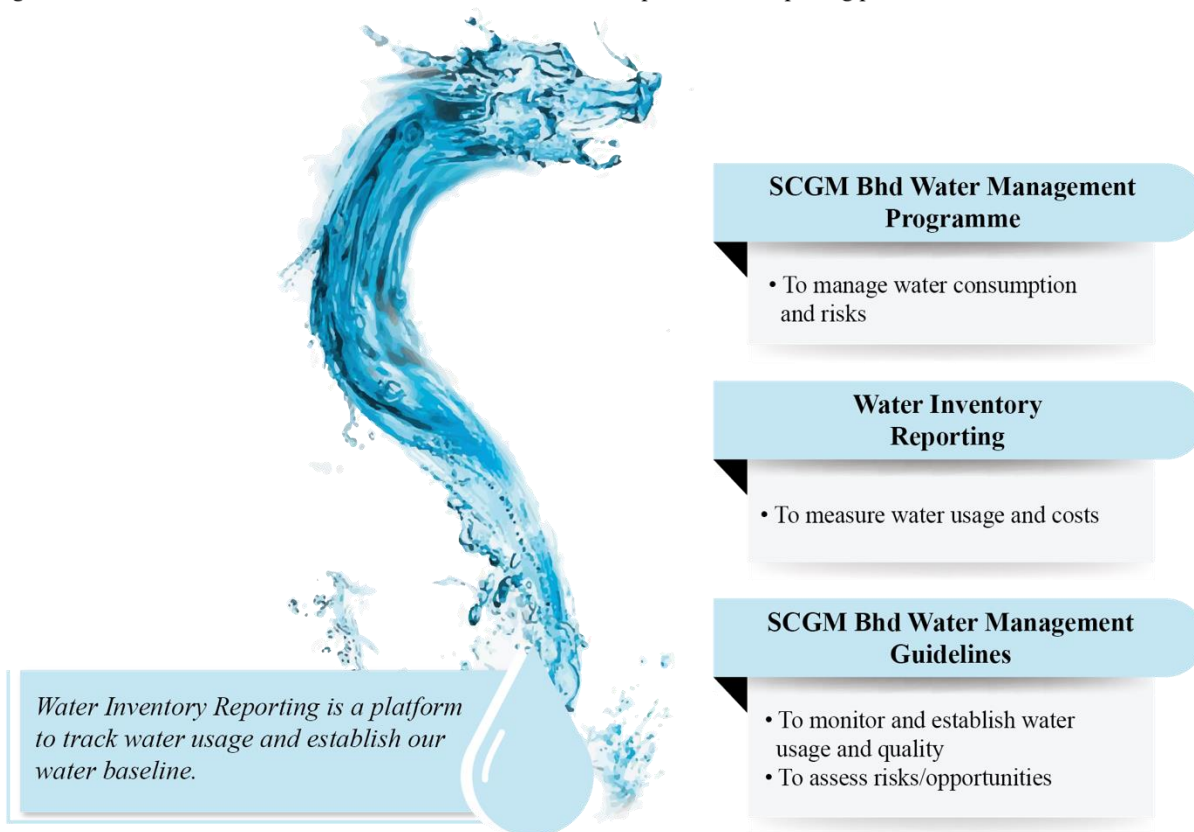 SCGM Bhd Water Management
Programme
• To manage water consumption
and risks
Water Inventory
Reporting
• To measure water usage and costs
SCGM Bhd Water Management
Guidelines
• To monitor and establish water
usage and quality
• To assess risks/opportunities
Water Inventory Reporting is a platform
to track water usage and establish our
water baseline.